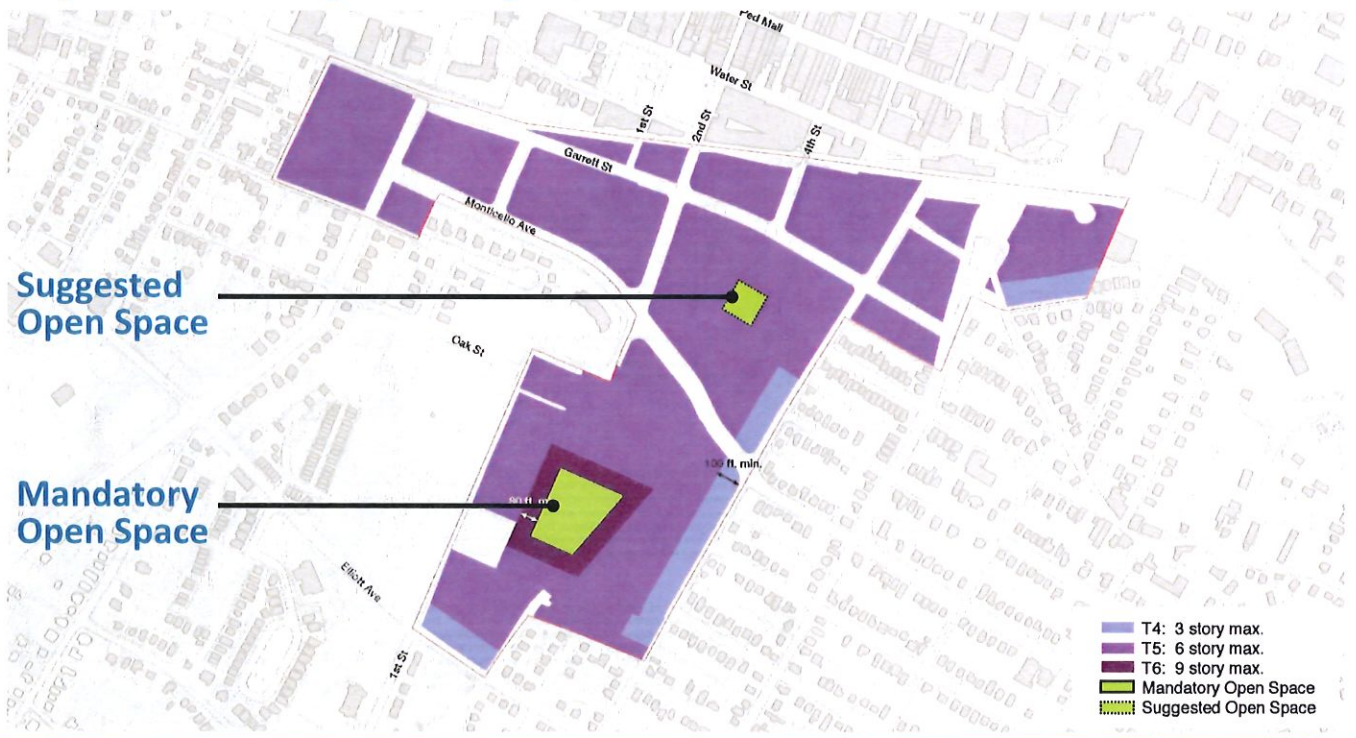 Ped Mall
Water St
1st St
2nd St
4th St
Garrett St
Monticello Ave
Suggested
Open Space
Oak St
100 ft. min.
Mandatory
Open Space
80 ft. m
Elliott Ave
1st St
T4: 3 story max.
T5: 6 story max.
T6: 9 story max.
Mandatory Open Space
Suggested Open Space